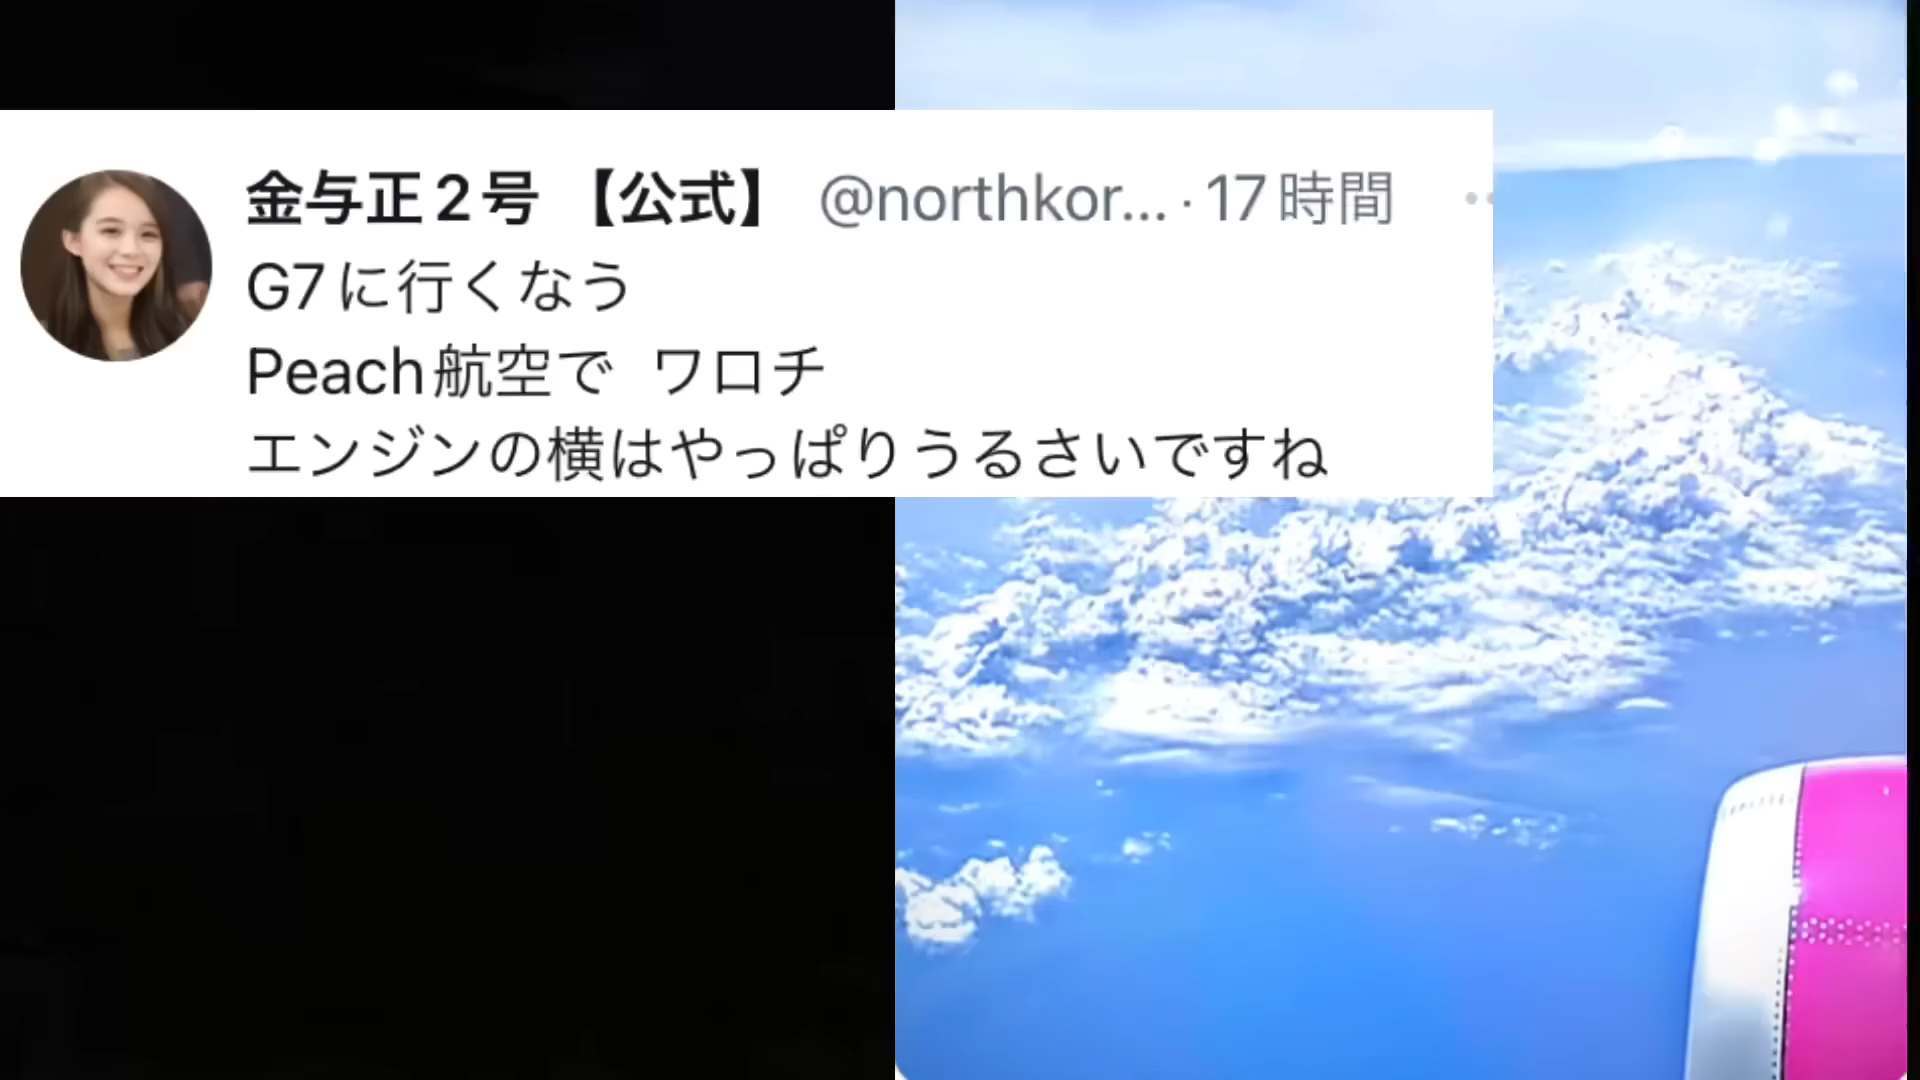 金与正2号 【公式】 @northkor... · 17時間
G7に行くなう
Peach航空で ワロチ
エンジンの横はやっぱりうるさいですね